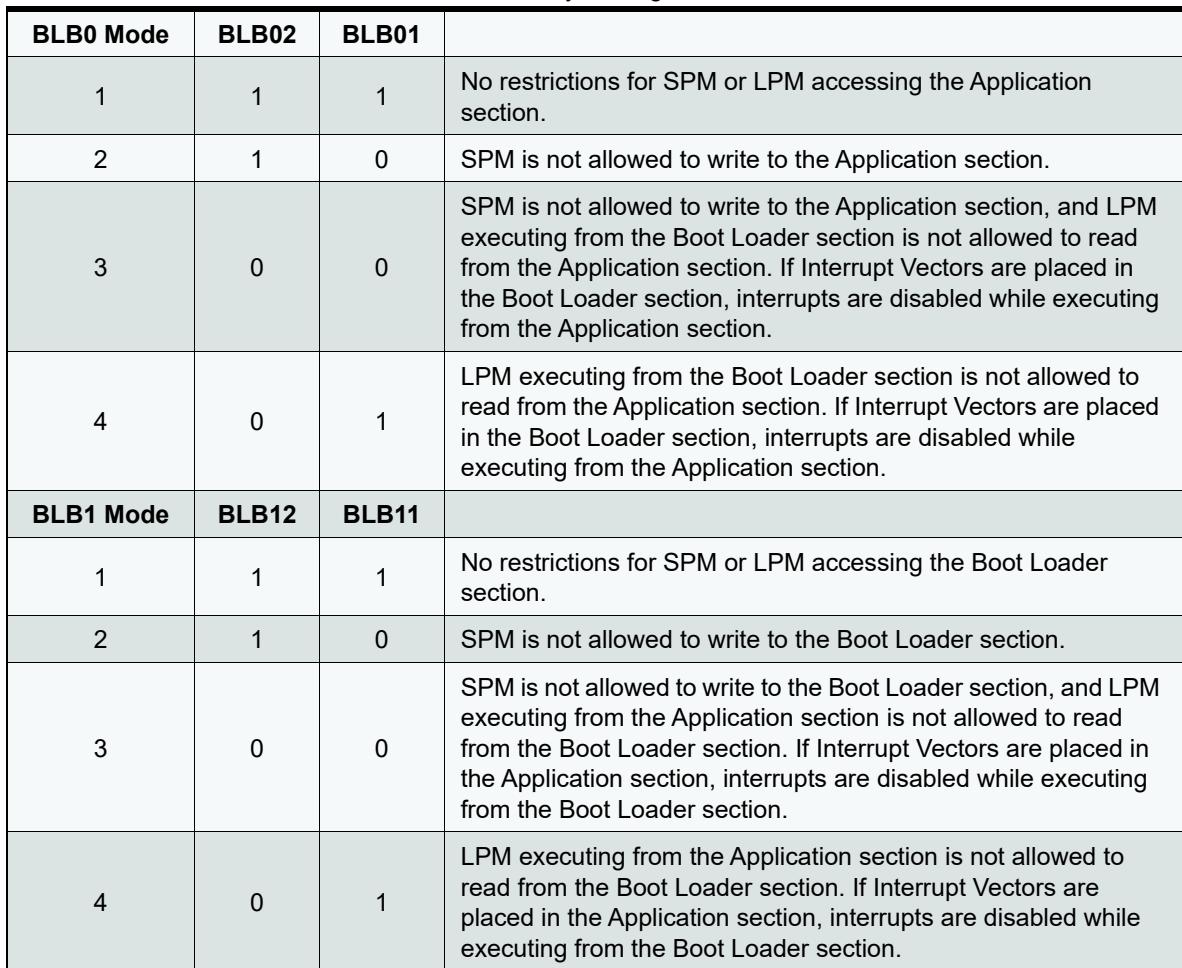 BLB0 Mode BLB02 BLB01
1 1 1 No restrictions for SPM or LPM accessing the Application
section.
2 1 0 SPM is not allowed to write to the Application section.
SPM is not allowed to write to the Application section, and LPM
executing from the Boot Loader section is not allowed to read
3 0 0 from the Application section. If Interrupt Vectors are placed in
the Boot Loader section, interrupts are disabled while executing
from the Application section.
LPM executing from the Boot Loader section is not allowed to
4 0 1 read from the Application section. If Interrupt Vectors are placed
in the Boot Loader section, interrupts are disabled while
executing from the Application section.
BLB1 Mode BLB12 BLB11
1 1 1 No restrictions for SPM or LPM accessing the Boot Loader
section.
2 1 0 SPM is not allowed to write to the Boot Loader section.
SPM is not allowed to write to the Boot Loader section, and LPM
executing from the Application section is not allowed to read
3 0 0 from the Boot Loader section. If Interrupt Vectors are placed in
the Application section, interrupts are disabled while executing
from the Boot Loader section.
LPM executing from the Application section is not allowed to
4 0 1 read from the Boot Loader section. If Interrupt Vectors are
placed in the Application section, interrupts are disabled while
executing from the Boot Loader section.